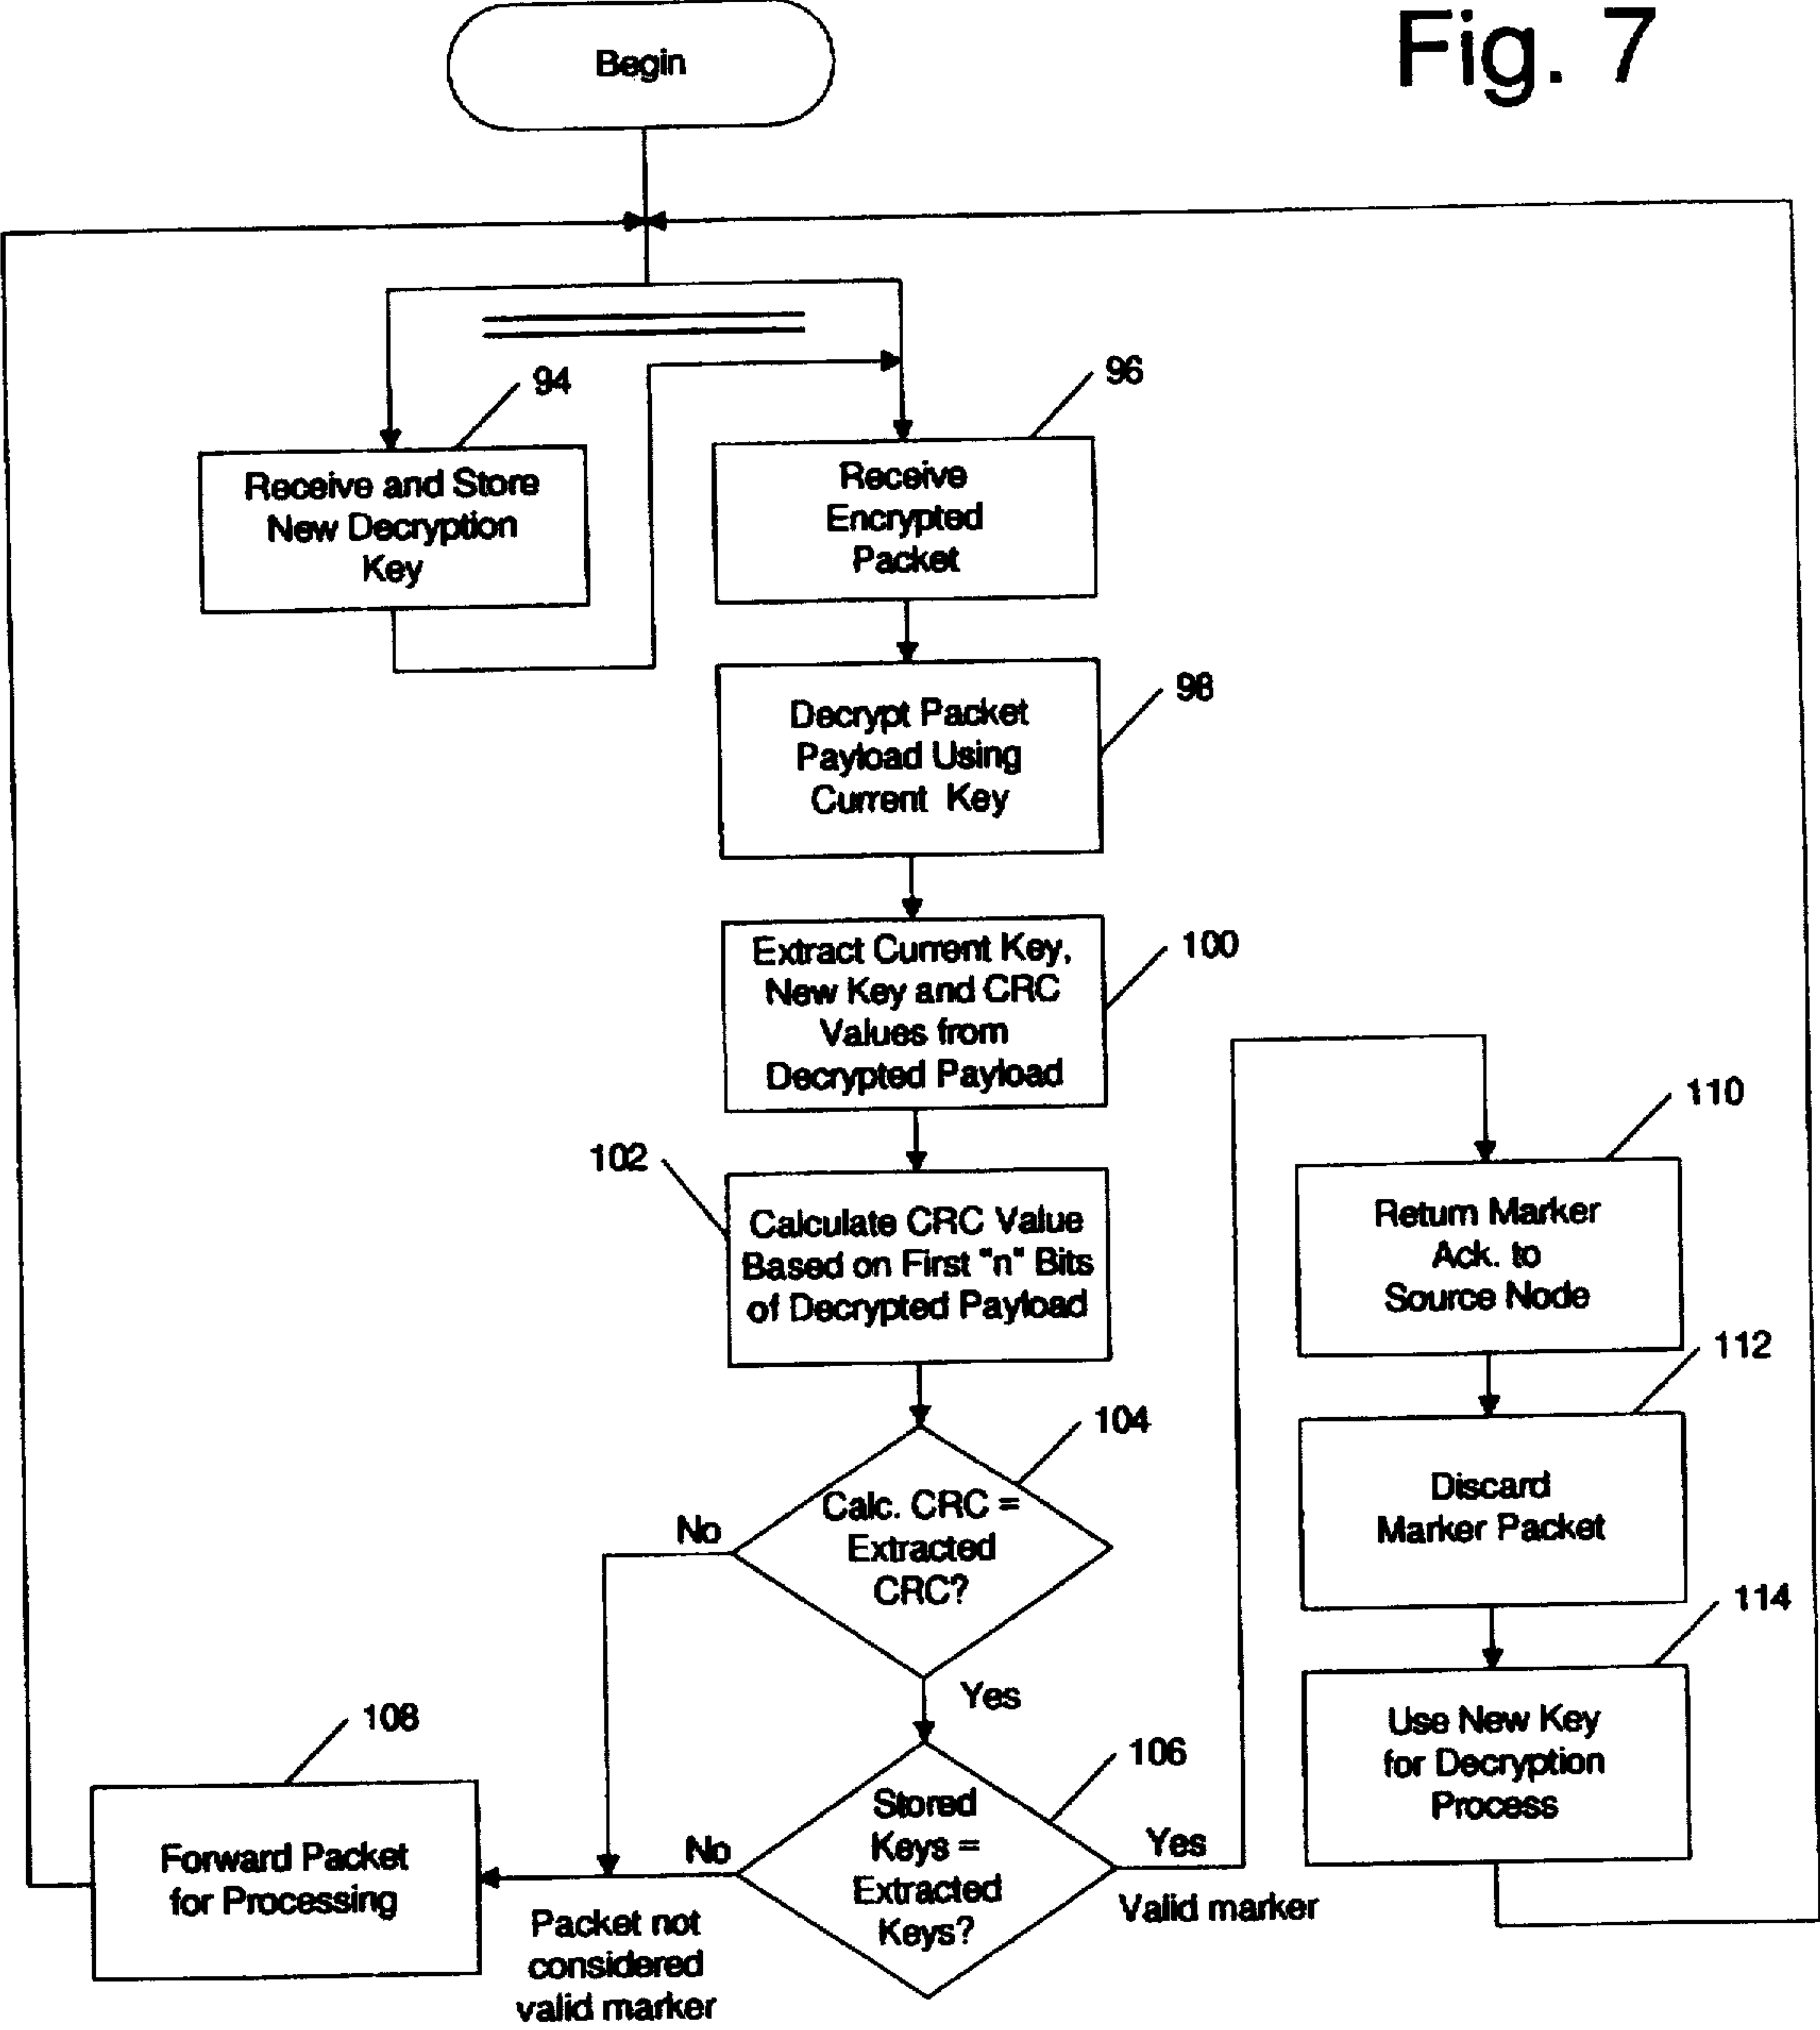 Fig. 7
Begin
94
96
Receive and Store
New Decryption
Key
Receive
Encrypted
Packet
98
Decrypt Packet
Payload Using
Current Key
100
Extract Current Key,
New Key and CRC
Values from
Decrypted Payload
110
102
Calculate CRC Value
Based on First "n" Bits
of Decrypted Payload
Return Marker
Ack. to
Source Node
112
104
Calc. CRC =
Extracted
CRC?
No
Yes
Discard
Marker Packet
114
108
106
Use New Key
for Decryption
Process
Stored
Keys =
Extracted
Keys?
No
Yes
Valid marker
Forward Packet
for Processing
Packet not
considered
valid marker